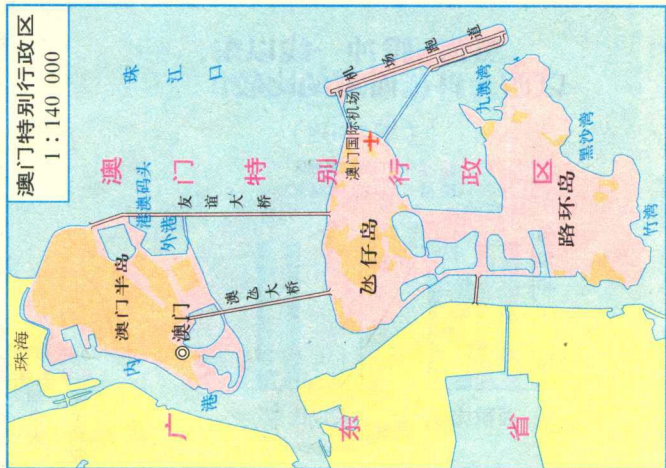 澳门特别行政区
1：140 000
珠江口
珠海
澳门半岛
澳门
内港
港澳码头
外港
友谊大桥
澳氹大桥
澳门特别行政区
机场跑道
澳门国际机场
氹仔岛
九澳湾
黑沙湾
路环岛
竹湾
广东省